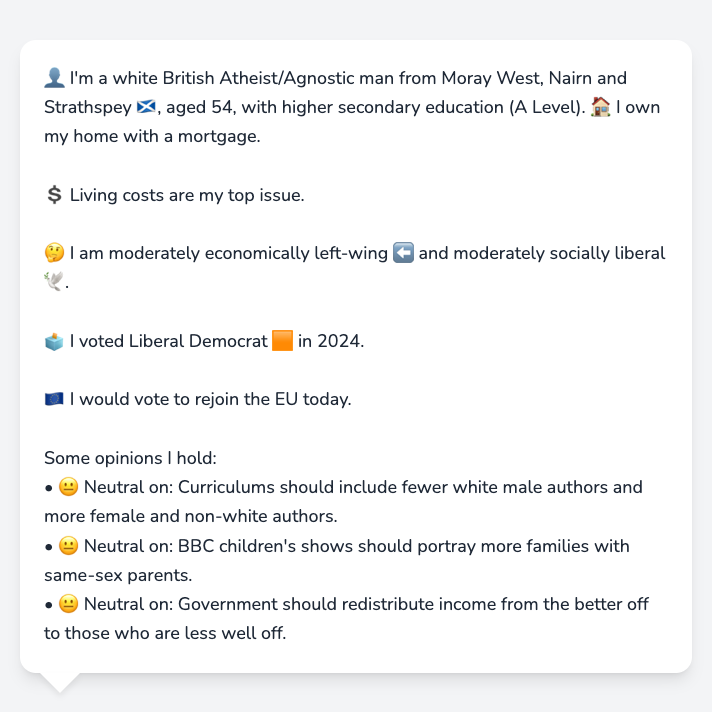 👤 I'm a white British Atheist/Agnostic man from Moray West, Nairn and
Strathspey 🏴󠁧󠁢󠁳󠁣󠁴󠁿, aged 54, with higher secondary education (A Level). 🏠 I own
my home with a mortgage.
💲 Living costs are my top issue.
🤔 I am moderately economically left-wing ⬅️ and moderately socially liberal
🕊️.
🗳️ I voted Liberal Democrat 🟧 in 2024.
🇪🇺 I would vote to rejoin the EU today.
Some opinions I hold:
• 😐 Neutral on: Curriculums should include fewer white male authors and
more female and non-white authors.
• 😐 Neutral on: BBC children's shows should portray more families with
same-sex parents.
• 😐 Neutral on: Government should redistribute income from the better off
to those who are less well off.